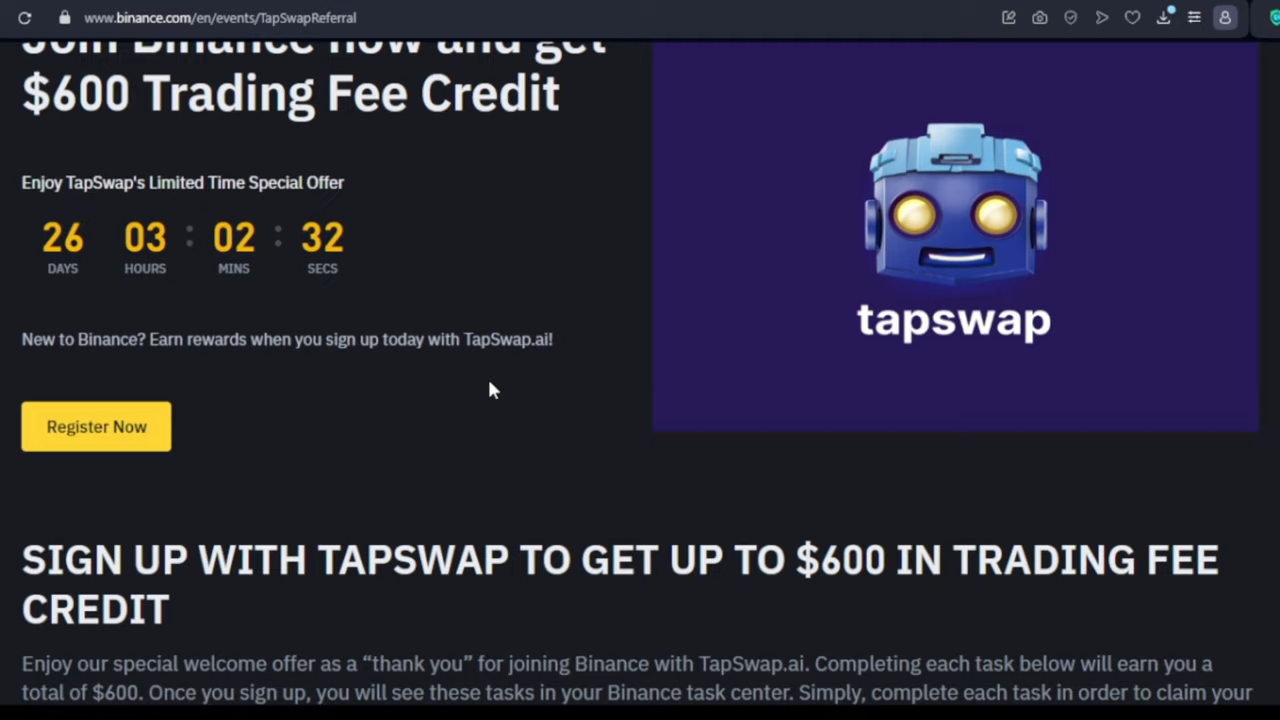 www.binance.com/en/events/TapSwapReferral
Join Binance now and get
$600 Trading Fee Credit
Enjoy TapSwap's Limited Time Special Offer
26 03 : 02 : 32
DAYS HOURS MINS SECS
tapswap
New to Binance? Earn rewards when you sign up today with TapSwap.ai!
Register Now
SIGN UP WITH TAPSWAP TO GET UP TO $600 IN TRADING FEE
CREDIT
Enjoy our special welcome offer as a “thank you” for joining Binance with TapSwap.ai. Completing each task below will earn you a
total of $600. Once you sign up, you will see these tasks in your Binance task center. Simply, complete each task in order to claim your